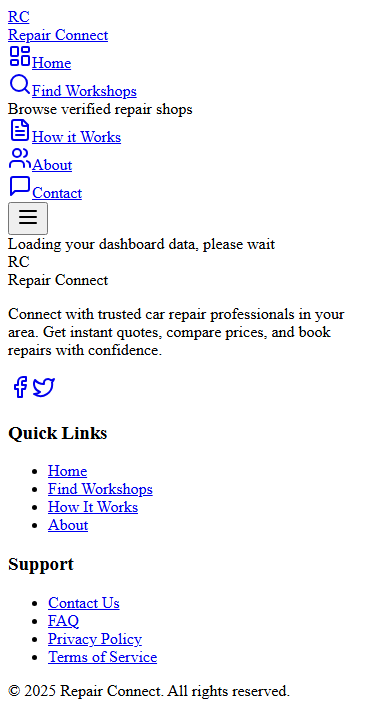 RC
Repair Connect
Home
Find Workshops
Browse verified repair shops
How it Works
About
Contact
Loading your dashboard data, please wait
RC
Repair Connect
Connect with trusted car repair professionals in your
area. Get instant quotes, compare prices, and book
repairs with confidence.
Quick Links
Home
Find Workshops
How It Works
About
Support
Contact Us
FAQ
Privacy Policy
Terms of Service
© 2025 Repair Connect. All rights reserved.